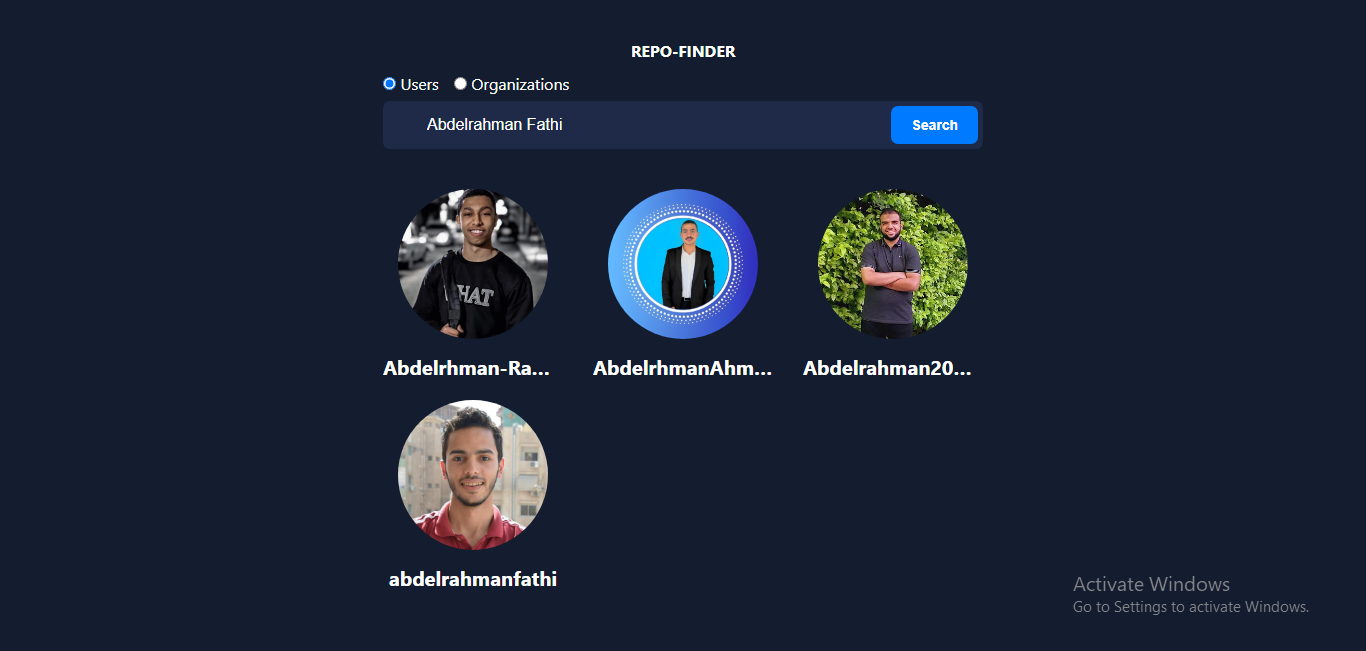 REPO-FINDER
Users Organizations
Abdelrahman Fathi Search
HAT
Abdelrhman-Ra...
AbdelrhmanAhm...
Abdelrahman20...
abdelrahmanfathi
Activate Windows
Go to Settings to activate Windows.